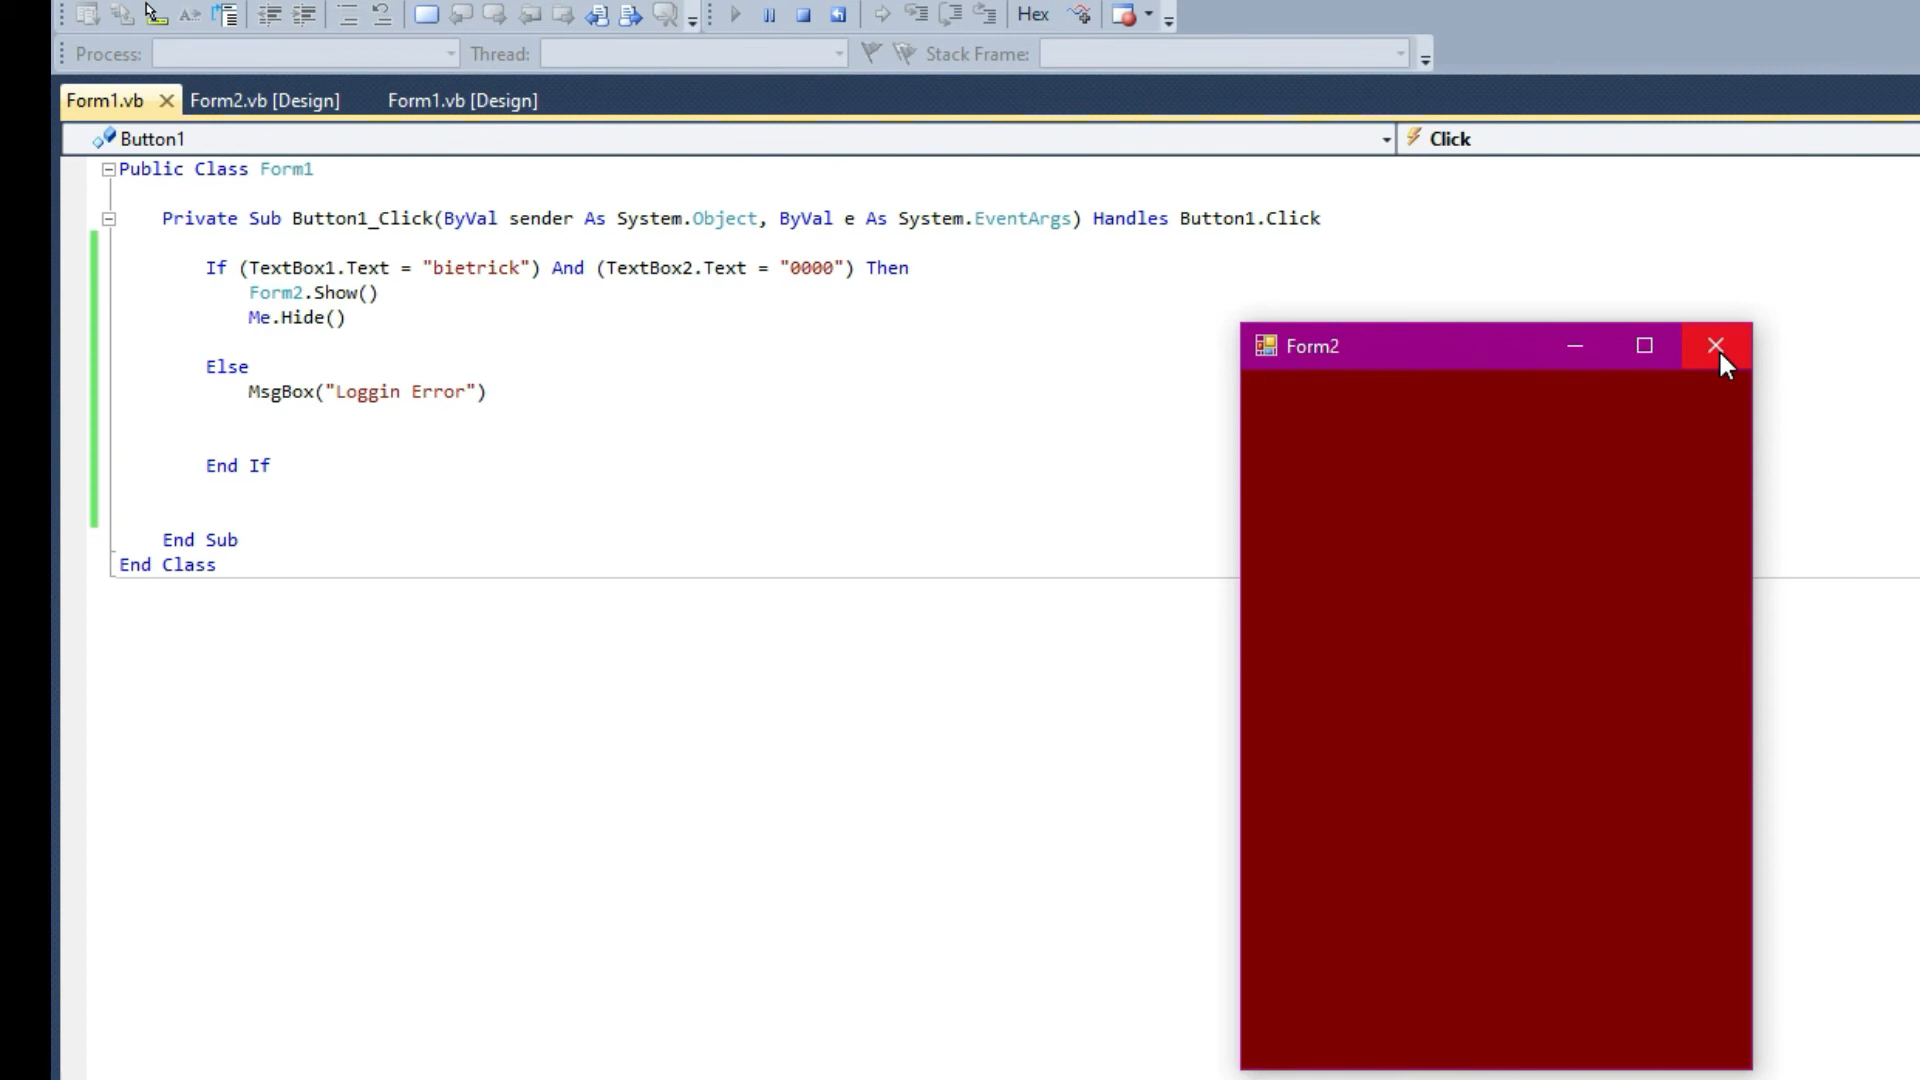 Hex
Process: Thread: Stack Frame:
Form1.vb Form2.vb [Design] Form1.vb [Design]
Button1 Click
Public Class Form1
Private Sub Button1_Click(ByVal sender As System.Object, ByVal e As System.EventArgs) Handles Button1.Click
If (TextBox1.Text = "bietrick") And (TextBox2.Text = "0000") Then
Form2.Show()
Me.Hide()
Else
MsgBox("Loggin Error")
End If
End Sub
End Class
Form2